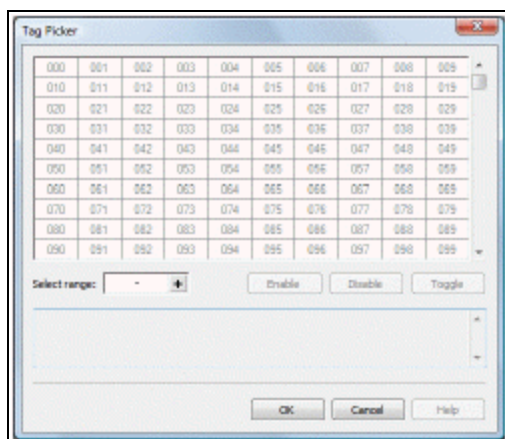 Tag Picker
000 001 002 003 004 005 006 007 008 009
010 011 012 013 014 015 016 017 018 019
020 021 022 023 024 025 026 027 028 029
030 031 032 033 034 035 036 037 038 039
040 041 042 043 044 045 046 047 048 049
050 051 052 053 054 055 056 057 058 059
060 061 062 063 064 065 066 067 068 069
070 071 072 073 074 075 076 077 078 079
080 081 082 083 084 085 086 087 088 089
090 091 092 093 094 095 096 097 098 099
Select range: - + Enable Disable Toggle
OK Cancel Help